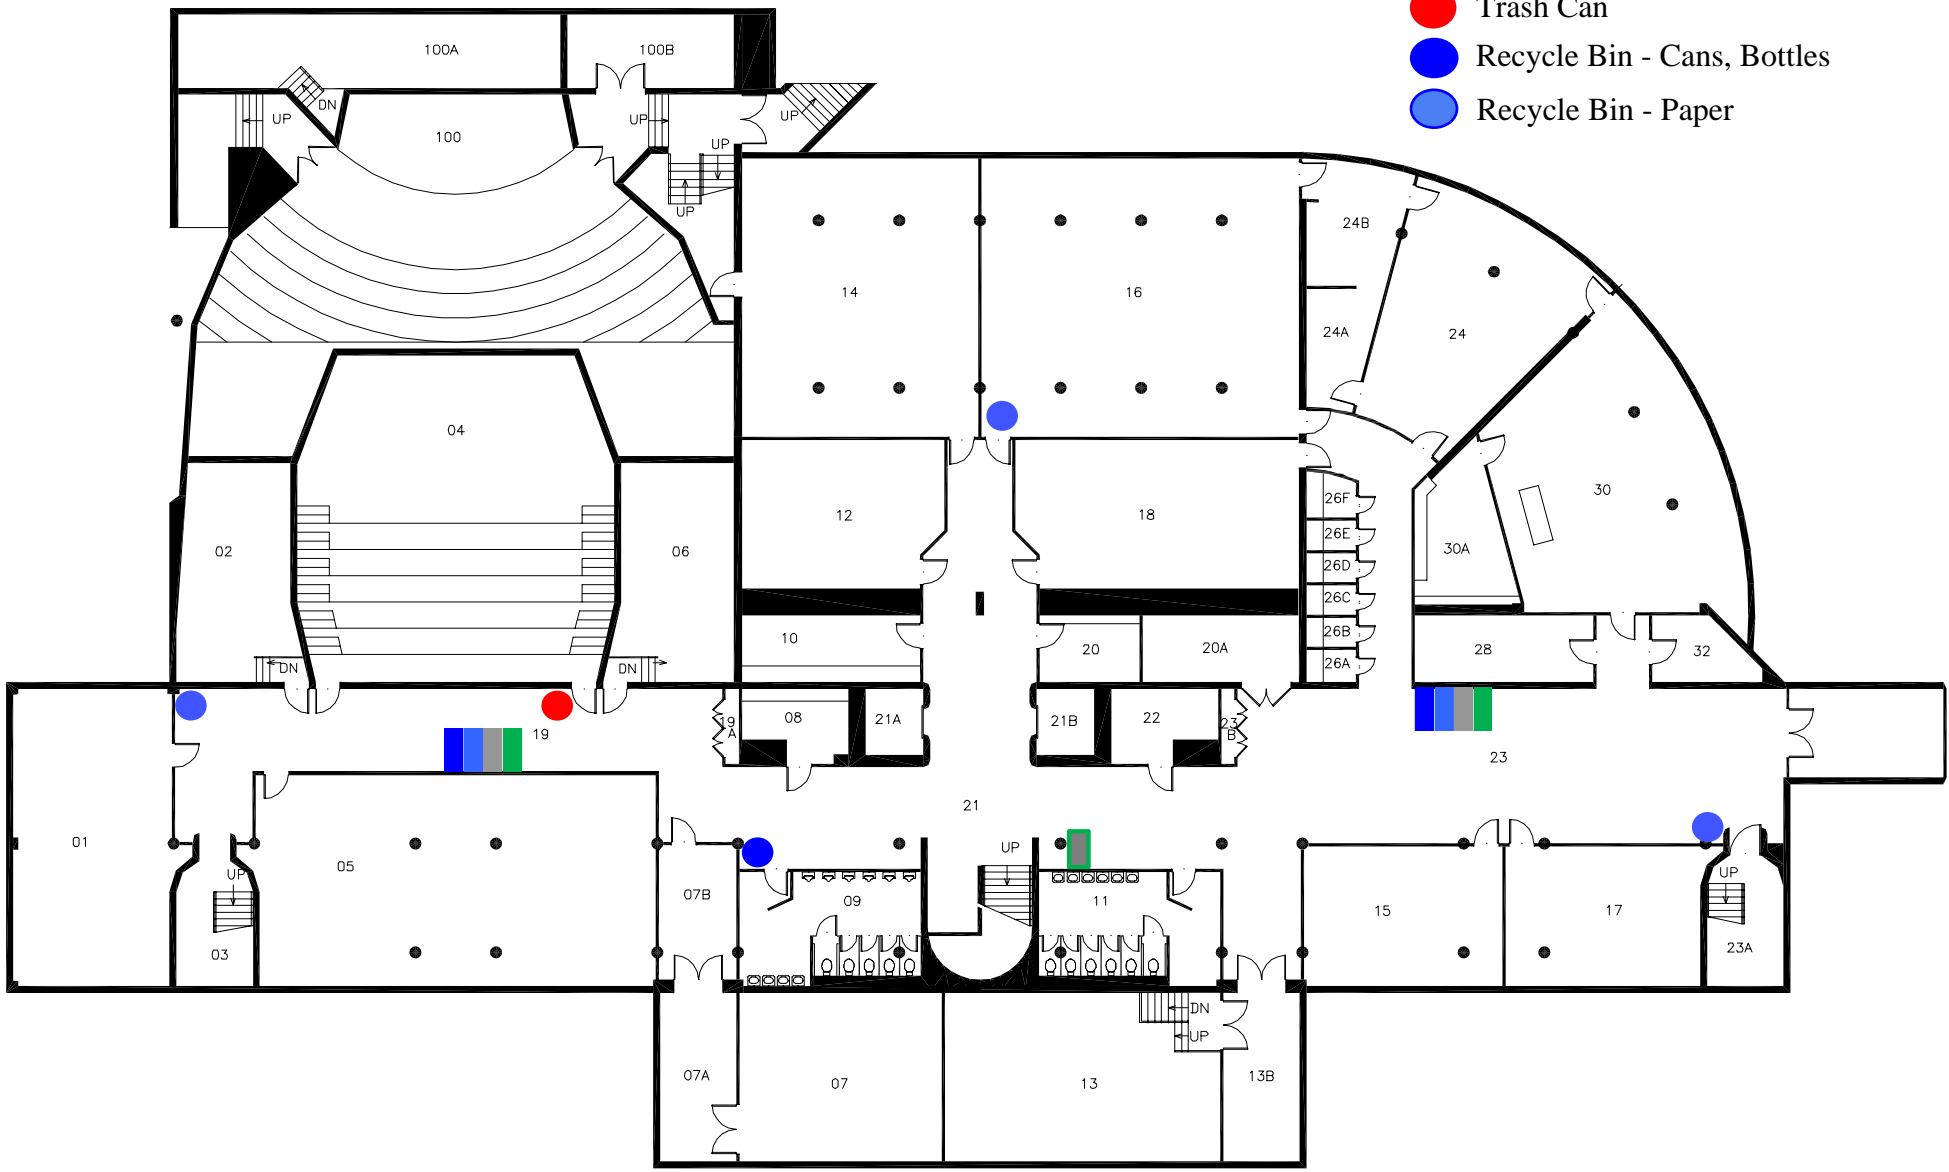 Trash Can
Recycle Bin - Cans, Bottles
Recycle Bin - Paper
100A
100B
DN
UP
UP
UP
100
UP
UP
24B
14
16
24A
24
04
30
26F
12
18
26E
02
06
30A
26D
26C
26B
10
20
20A
28
32
26A
DN
DN
19
A
08
21A
21B
22
23
B
19
23
21
01
UP
05
UP
07B
09
11
15
17
03
23A
DN
UP
07A
07
13
13B
UP